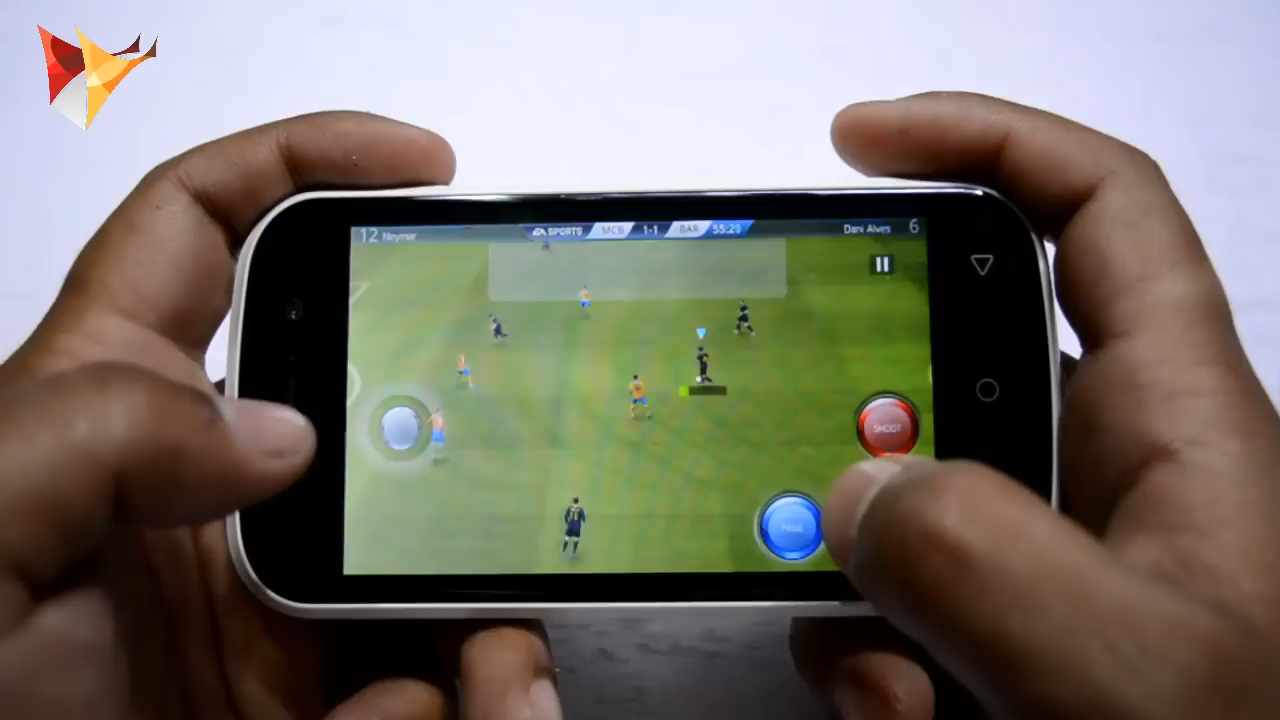 12 Neymar
EA SPORTS MCB 1-1 BAR 55:29
Dani Alves 6
SHOOT
PASS